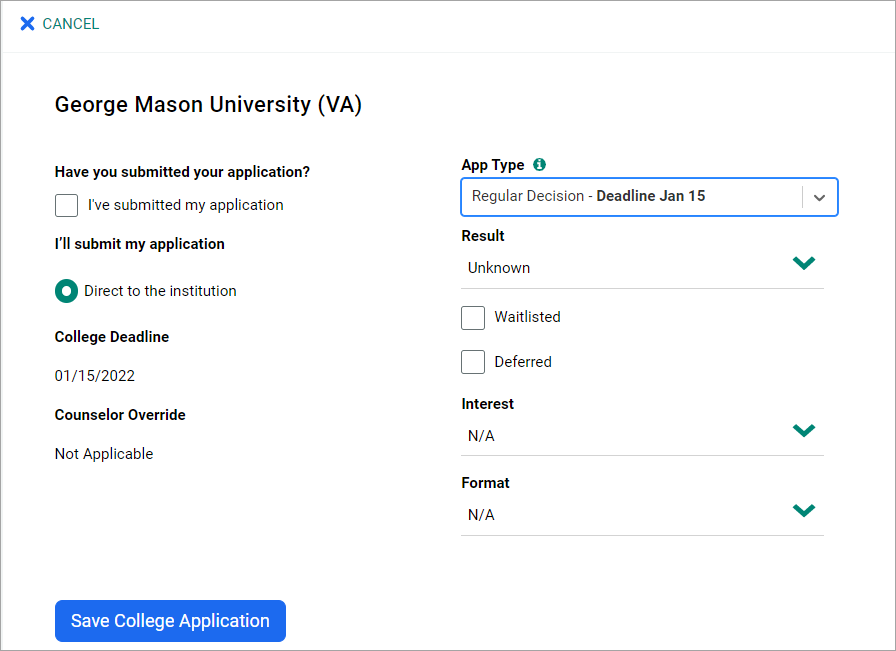 CANCEL
George Mason University (VA)
Have you submitted your application?
I've submitted my application
I'll submit my application
Direct to the institution
College Deadline
01/15/2022
Counselor Override
Not Applicable
App Type
Regular Decision - Deadline Jan 15
Result
Unknown
Waitlisted
Deferred
Interest
N/A
Format
N/A
Save College Application